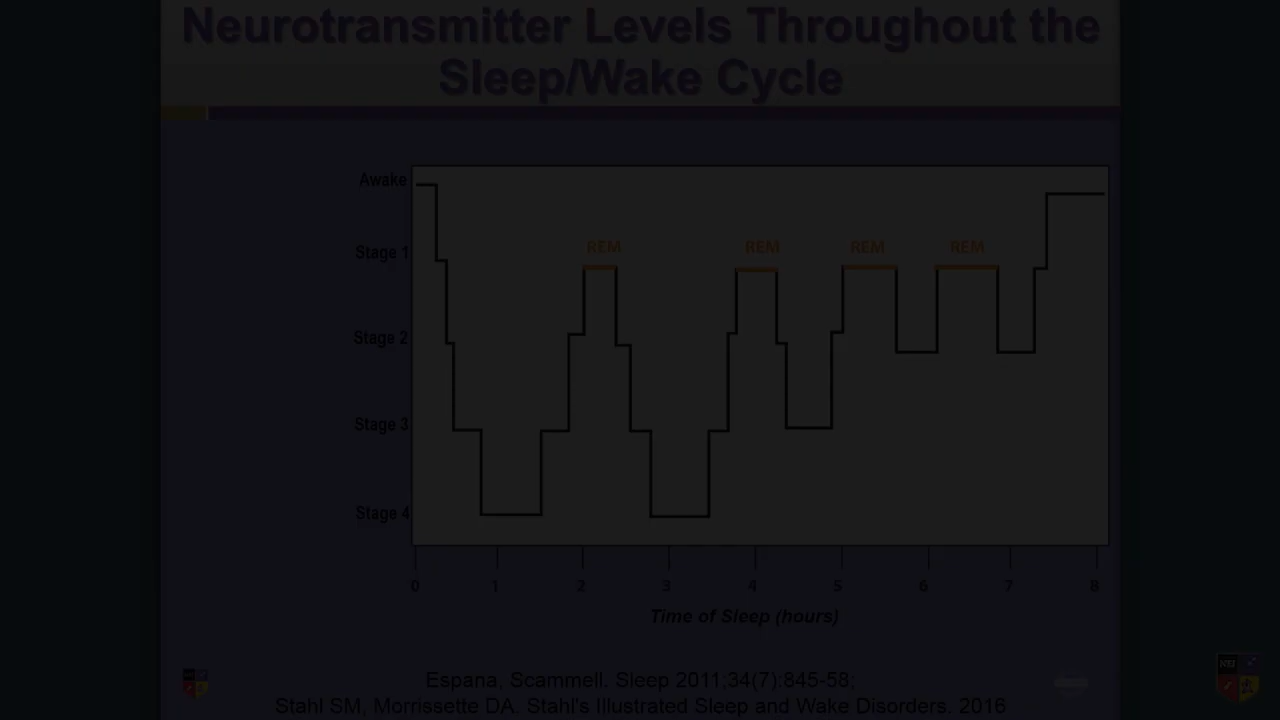 Neurotransmitter Levels Throughout the
Sleep/Wake Cycle
Awake
Stage 1
Stage 2
Stage 3
Stage 4
REM
REM
REM
REM
0 1 2 3 4 5 6 7 8
Time of Sleep (hours)
Espana, Scammell. Sleep 2011;34(7):845-58;
Stahl SM, Morrissette DA. Stahl's Illustrated Sleep and Wake Disorders. 2016
NEI